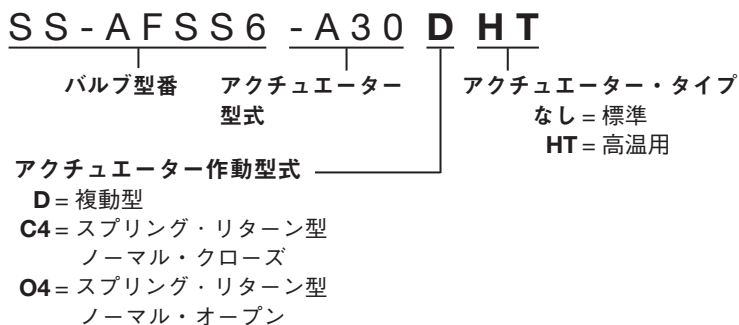 SS-AFSS6 -A30 D HT
バルブ型番
アクチュエーター
型式
アクチュエーター・タイプ
なし = 標準
HT = 高温用
アクチュエーター作動型式
D = 複動型
C4 = スプリング・リターン型
ノーマル・クローズ
O4 = スプリング・リターン型
ノーマル・オープン